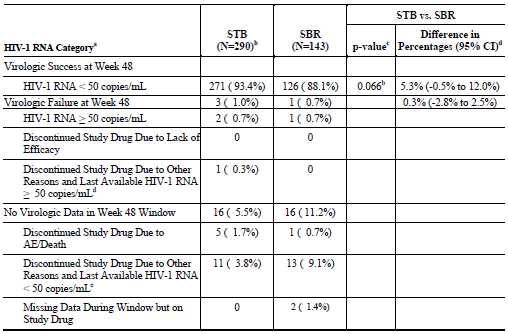 STB vs. SBR
HIV-1 RNA Categoryᵃ STB (N=290)ᵇ SBR (N=143) p-valueᶜ Difference in Percentages (95% CI)ᵈ
Virologic Success at Week 48
HIV-1 RNA < 50 copies/mL 271 ( 93.4%) 126 ( 88.1%) 0.066ᵇ 5.3% (-0.5% to 12.0%)
Virologic Failure at Week 48 3 ( 1.0%) 1 ( 0.7%) 0.3% (-2.8% to 2.5%)
HIV-1 RNA ≥ 50 copies/mL 2 ( 0.7%) 1 ( 0.7%)
Discontinued Study Drug Due to Lack of
Efficacy 0 0
Discontinued Study Drug Due to Other
Reasons and Last Available HIV-1 RNA
≥ 50 copies/mLᵈ 1 ( 0.3%) 0
No Virologic Data in Week 48 Window 16 ( 5.5%) 16 (11.2%)
Discontinued Study Drug Due to
AE/Death 5 ( 1.7%) 1 ( 0.7%)
Discontinued Study Drug Due to Other
Reasons and Last Available HIV-1 RNA
< 50 copies/mLᵉ 11 ( 3.8%) 13 ( 9.1%)
Missing Data During Window but on
Study Drug 0 2 ( 1.4%)